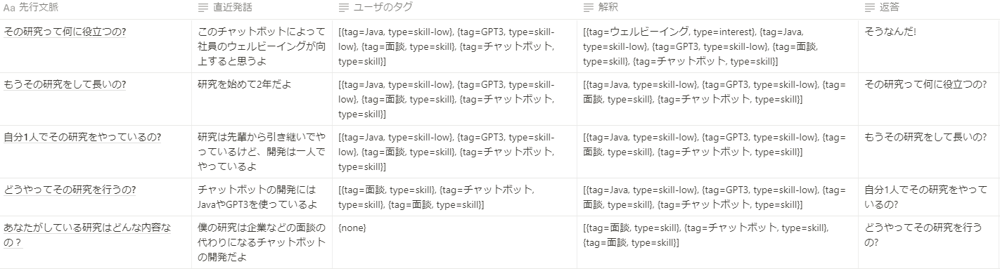 Aa 先行文脈
直近発話
ユーザのタグ
解釈
返答
その研究って何に役立つの?
このチャットボットによって
社員のウェルビーイングが向
上すると思うよ
[{tag=Java, type=skill-low}, {tag=GPT3, type=skill-
low}, {tag=面談, type=skill}, {tag=チャットボット,
type=skill}]
[{tag=ウェルビーイング, type=interest}, {tag=Java,
type=skill-low}, {tag=GPT3, type=skill-low}, {tag=面談,
type=skill}, {tag=チャットボット, type=skill}]
そうなんだ!
もうその研究をして長いの?
研究を始めて2年だよ
[{tag=Java, type=skill-low}, {tag=GPT3, type=skill-
low}, {tag=面談, type=skill}, {tag=チャットボット,
type=skill}]
[{tag=Java, type=skill-low}, {tag=GPT3, type=skill-low}, {tag=
面談, type=skill}, {tag=チャットボット, type=skill}]
その研究って何に役立つの?
自分1人でその研究をやっているの?
研究は先輩から引き継いでや
っているけど、開発は一人で
やっているよ
[{tag=Java, type=skill-low}, {tag=GPT3, type=skill-
low}, {tag=面談, type=skill}, {tag=チャットボット,
type=skill}]
[{tag=Java, type=skill-low}, {tag=GPT3, type=skill-low}, {tag=
面談, type=skill}, {tag=チャットボット, type=skill}]
もうその研究をして長いの?
どうやってその研究を行うの?
チャットボットの開発には
JavaやGPT3を使っているよ
[{tag=面談, type=skill}, {tag=チャットボット,
type=skill}, {tag=面談, type=skill}]
[{tag=Java, type=skill-low}, {tag=GPT3, type=skill-low}, {tag=
面談, type=skill}, {tag=チャットボット, type=skill}]
自分1人でその研究をやって
いるの?
あなたがしている研究はどんな内容な
の？
僕の研究は企業などの面談の
代わりになるチャットボット
の開発だよ
{none}
[{tag=面談, type=skill}, {tag=チャットボット, type=skill},
{tag=面談, type=skill}]
どうやってその研究を行う
の?